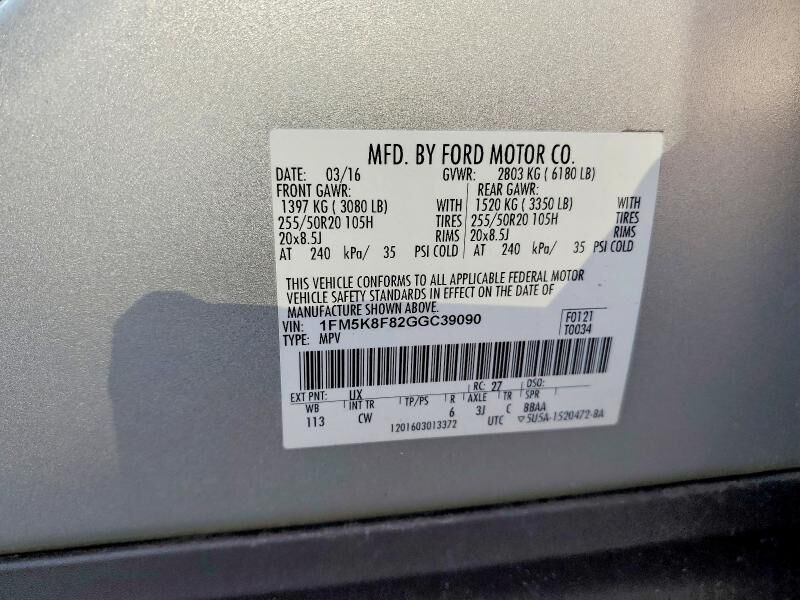 MFD. BY FORD MOTOR CO.
DATE: 03/16 GVWR: 2803 KG ( 6180 LB)
FRONT GAWR: REAR GAWR:
1397 KG ( 3080 LB) WITH 1520 KG ( 3350 LB) WITH
255/50R20 105H TIRES 255/50R20 105H TIRES
20x8.5J RIMS 20x8.5J RIMS
AT 240 kPa/ 35 PSI COLD AT 240 kPa/ 35 PSI COLD
THIS VEHICLE CONFORMS TO ALL APPLICABLE FEDERAL MOTOR
VEHICLE SAFETY STANDARDS IN EFFECT ON THE DATE OF
MANUFACTURE SHOWN ABOVE.
VIN: 1FM5K8F82GGC39090 F0121
TYPE: MPV T0034
EXT PNT: UX RC: 27 DSO:
WB INT TR TP/PS R AXLE TR SPR
113 CW 6 3J C BBAA
1201603013372 UTC ▽5U5A-1520472-BA